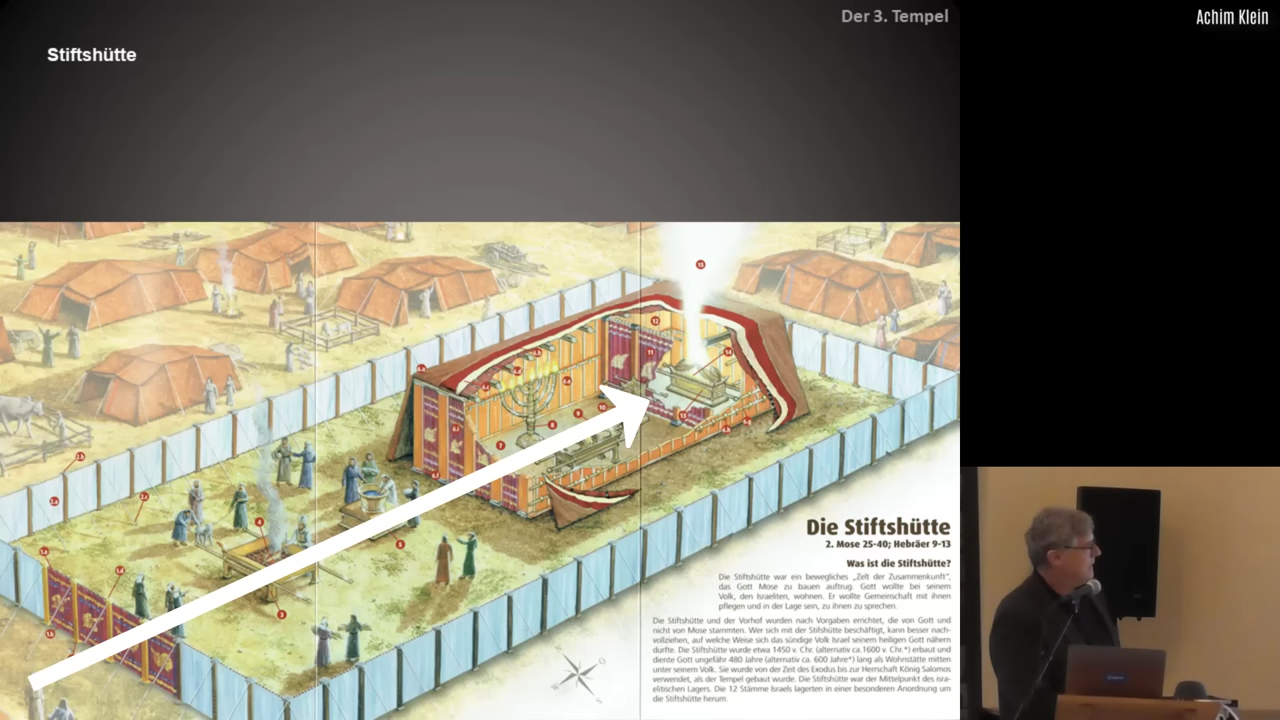 Der 3. Tempel
Achim Klein
Stiftshütte
Die Stiftshütte
2. Mose 25-40; Hebräer 9-13
Was ist die Stiftshütte?
Die Stiftshütte war ein bewegliches „Zelt der Zusammenkunft",
das Gott Mose zu bauen auftrug. Gott wollte bei seinem
Volk, den Israeliten, wohnen. Er wollte Gemeinschaft mit ihnen
pflegen und in der Lage sein, zu ihnen zu sprechen.
Die Stiftshütte und der Vorhof wurden nach Vorgaben errichtet, die von Gott und
nicht von Mose stammten. Wer sich mit der Stiftshütte beschäftigt, kann besser nach-
vollziehen, auf welche Weise sich das sündige Volk Israel seinem heiligen Gott nähern
durfte. Die Stiftshütte wurde etwa 1450 v. Chr. (alternativ ca. 1600 v. Chr.*) erbaut und
diente Gott ungefähr 480 Jahre (alternativ ca. 600 Jahre*) lang als Wohnstätte mitten
unter seinem Volk. Sie wurde von der Zeit des Exodus bis zur Herrschaft König Salomos
verwendet, als der Tempel gebaut wurde. Die Stiftshütte war der Mittelpunkt des isra-
elitischen Lagers. Die 12 Stämme Israels lagerten in einer besonderen Anordnung um
die Stiftshütte herum.